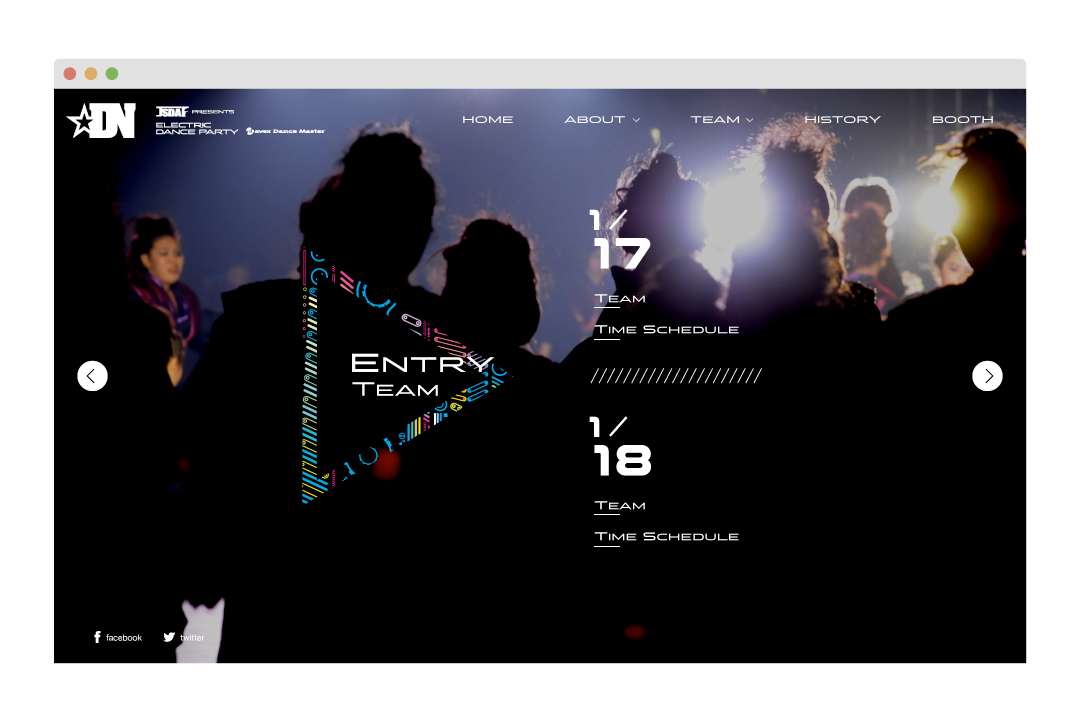 DN
JSDAF PRESENTS
ELECTRIC
DANCE PARTY avex Dance Master
HOME ABOUT TEAM HISTORY BOOTH
ENTRY
TEAM
1/
17
TEAM
TIME SCHEDULE
1/
18
TEAM
TIME SCHEDULE
facebook twitter